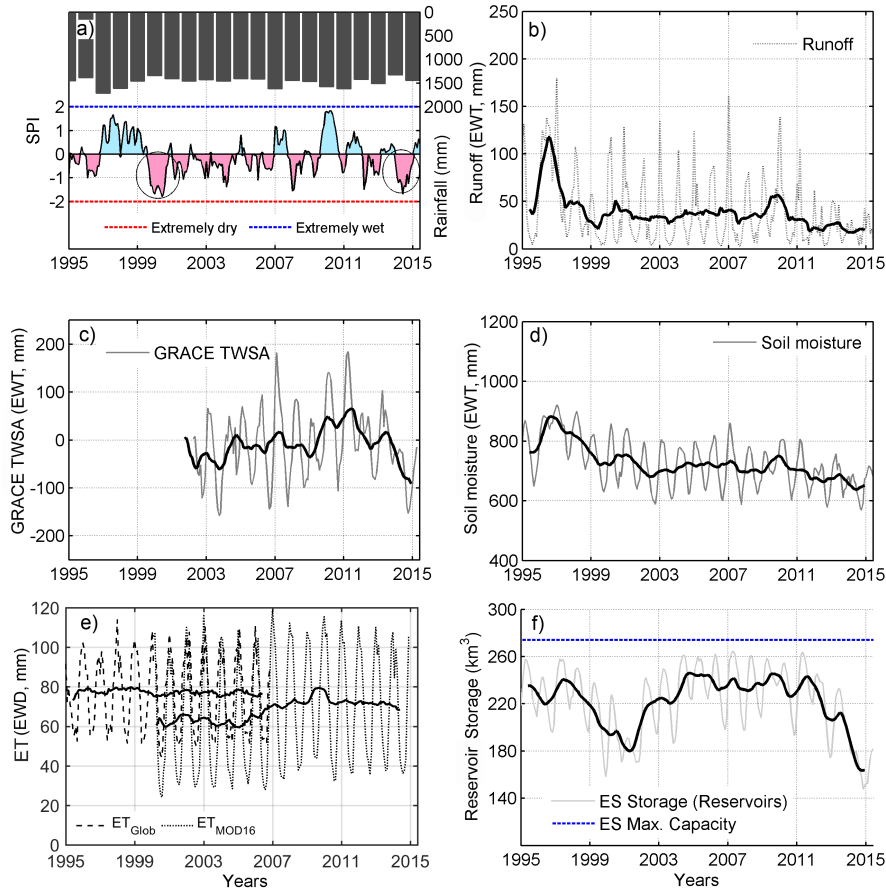 a)
0
500
1000
1500
2000
Rainfall (mm)
2
1
0
-1
-2
SPI
Extremely dry
Extremely wet
1995 1999 2003 2007 2011 2015
b)
Runoff
250
200
150
100
50
0
Runoff (EWT, mm)
1995 1999 2003 2007 2011 2015
c)
GRACE TWSA
200
100
0
-100
-200
GRACE TWSA (EWT, mm)
1995 1999 2003 2007 2011 2015
d)
Soil moisture
1200
1000
800
600
400
Soil moisture (EWT, mm)
1995 1999 2003 2007 2011 2015
e)
120
100
80
60
40
20
0
ET (EWD, mm)
ET Glob
ET MOD16
1995 1999 2003 2007 2011 2015
Years
f)
300
260
220
180
140
100
Reservoir Storage (km³)
ES Storage (Reservoirs)
ES Max. Capacity
1995 1999 2003 2007 2011 2015
Years